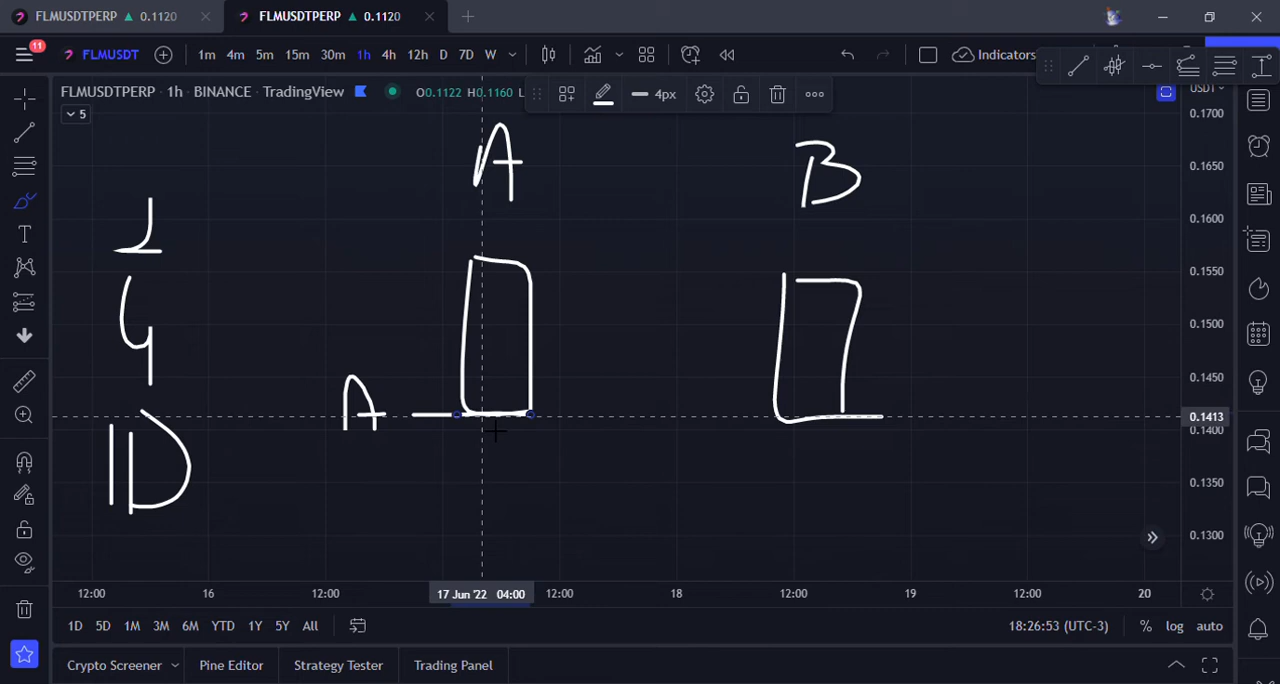 FLMUSDTPERP ▲ 0.1120
FLMUSDTPERP ▲ 0.1120
11
FLMUSDT
1m 4m 5m 15m 30m 1h 4h 12h D 7D W
Indicators
FLMUSDTPERP · 1h · BINANCE · TradingView
O0.1122 H0.1160 L
4px
USDT
5
A
B
1
4
1D
A
0.1700
0.1650
0.1600
0.1550
0.1500
0.1450
0.1413
0.1400
0.1350
0.1300
12:00 16 12:00 17 Jun '22 04:00 12:00 18 12:00 19 12:00 20
1D 5D 1M 3M 6M YTD 1Y 5Y All
18:26:53 (UTC-3) % log auto
Crypto Screener Pine Editor Strategy Tester Trading Panel